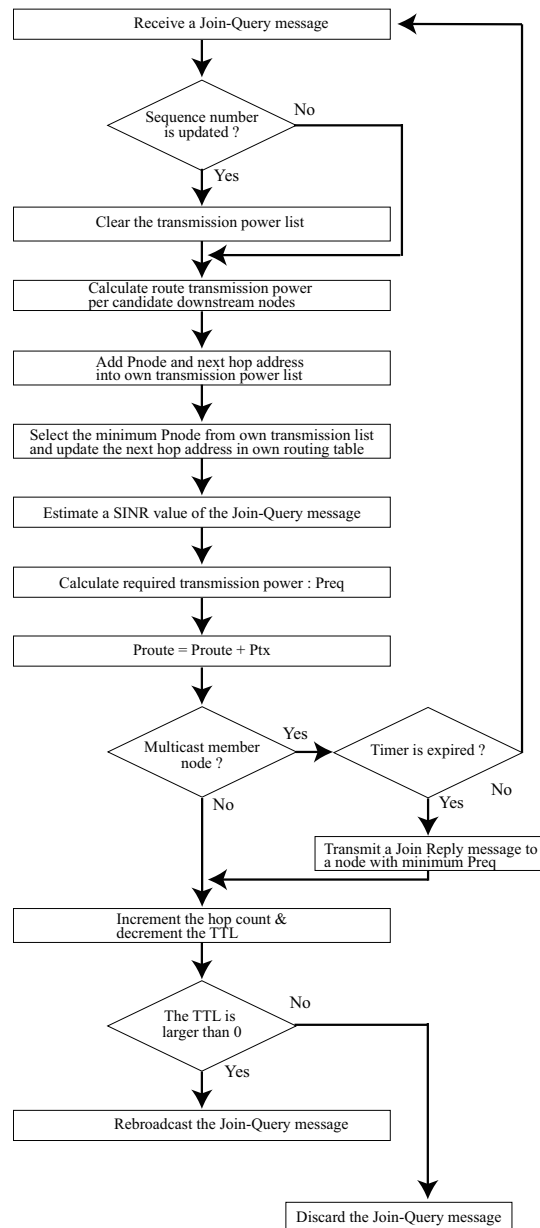 Receive a Join-Query message
No
Sequence number
is updated ?
Yes
Clear the transmission power list
Calculate route transmission power
per candidate downstream nodes
Add Pnode and next hop address
into own transmission power list
Select the minimum Pnode from own transmission list
and update the next hop address in own routing table
Estimate a SINR value of the Join-Query message
Calculate required transmission power : Preq
Proute = Proute + Ptx
Yes
Multicast member
node ?
Timer is expired ?
No
No
Yes
Transmit a Join Reply message to
a node with minimum Preq
Increment the hop count &
decrement the TTL
No
The TTL is
larger than 0
Yes
Rebroadcast the Join-Query message
Discard the Join-Query message